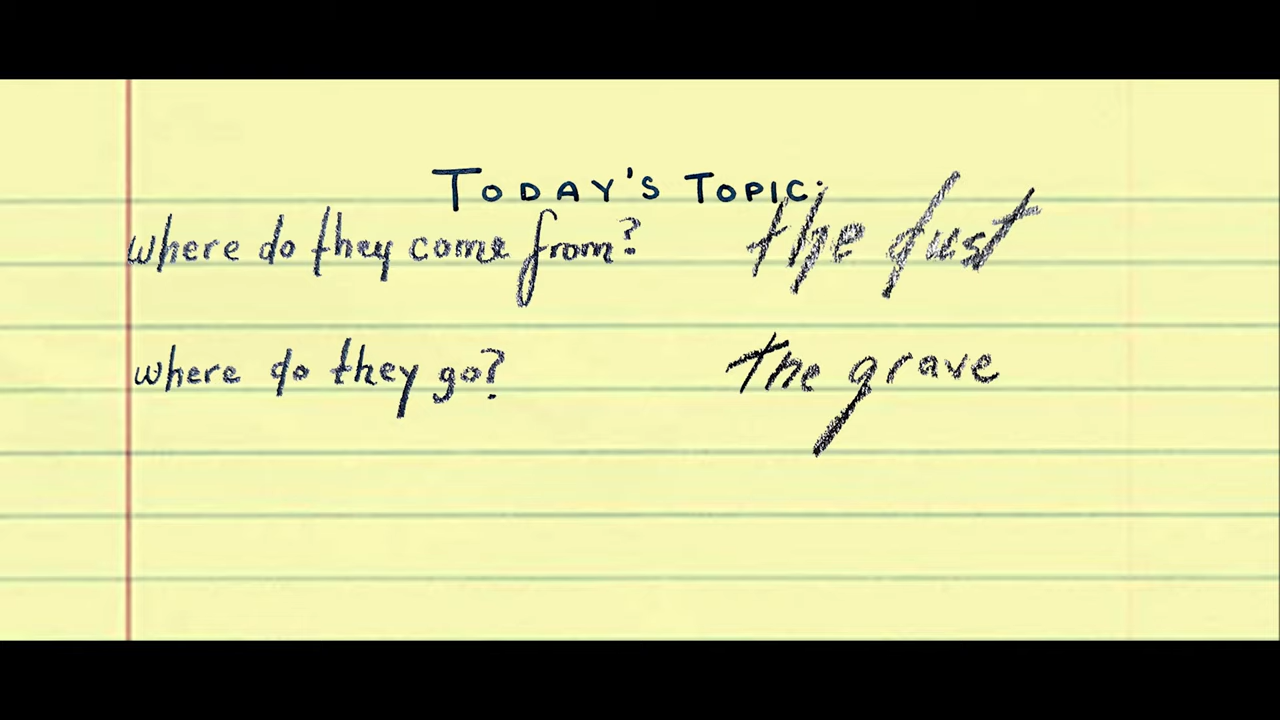 TODAY'S TOPIC:
where do they come from? the dust
where do they go? the grave